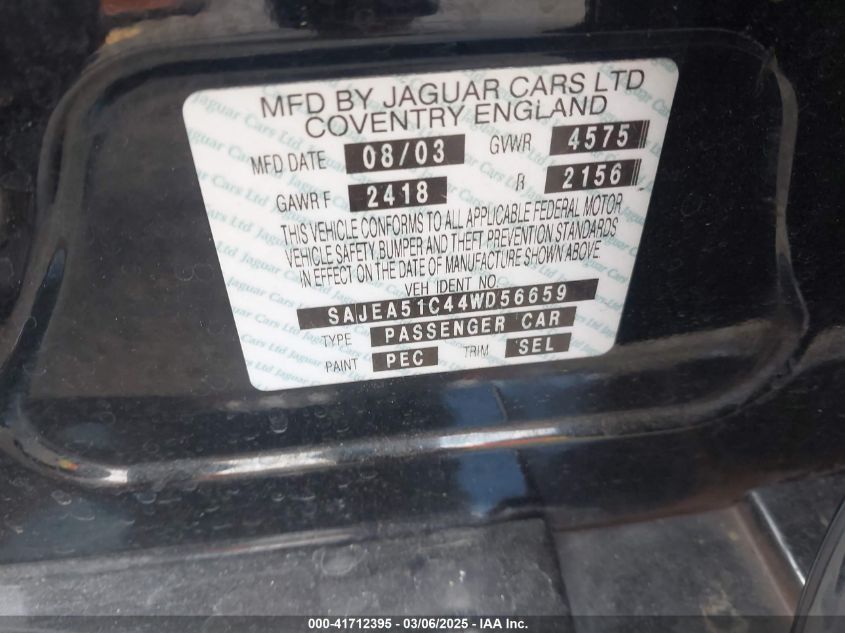 MFD BY JAGUAR CARS LTD
COVENTRY ENGLAND
MFD DATE 08/03 GVWR 4575
GAWR F 2418 R 2156
THIS VEHICLE CONFORMS TO ALL APPLICABLE FEDERAL MOTOR
VEHICLE SAFETY,BUMPER AND THEFT PREVENTION STANDARDS
IN EFFECT ON THE DATE OF MANUFACTURE SHOWN ABOVE
VEH IDENT NO.
SAJEA51C44WD56659
TYPE PASSENGER CAR
PAINT PEC TRIM SEL
000-41712395 - 03/06/2025 - IAA Inc.